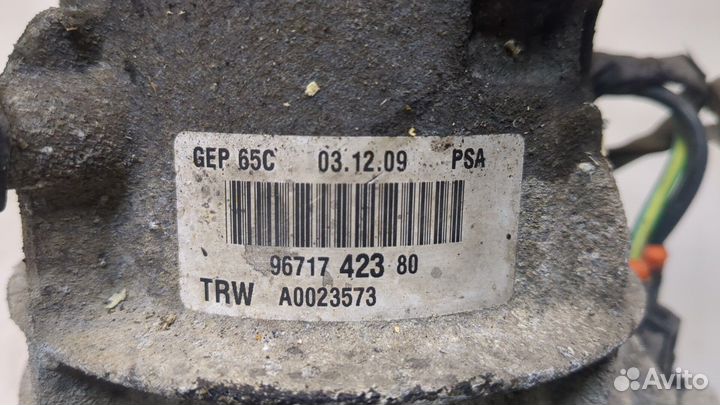 GEP 65C 03.12.09 PSA
96717 423 80
TRW A0023573
Avito